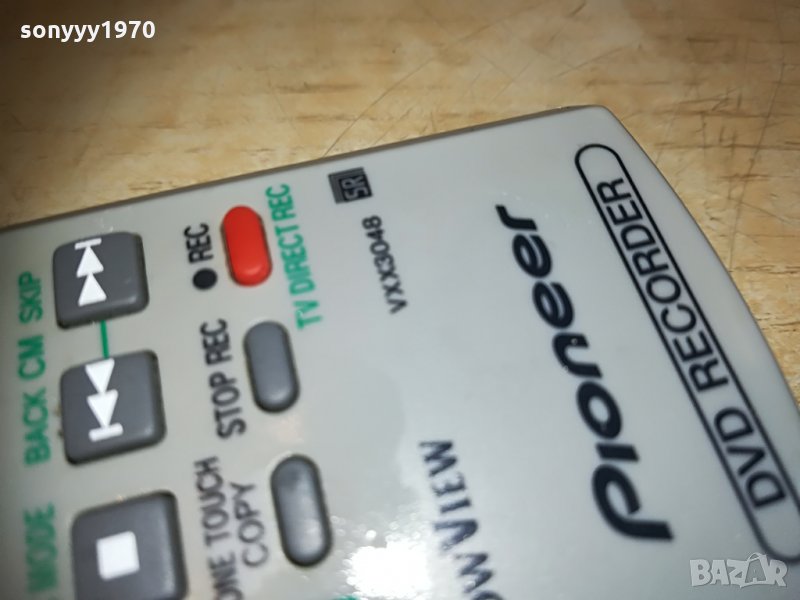 sonyyy1970
SR
VXX3048
REC
TV DIRECT REC
CM SKIP
BACK
STOP REC
ONE TOUCH
COPY
MODE
Pioneer
DVD RECORDER
BAZAR